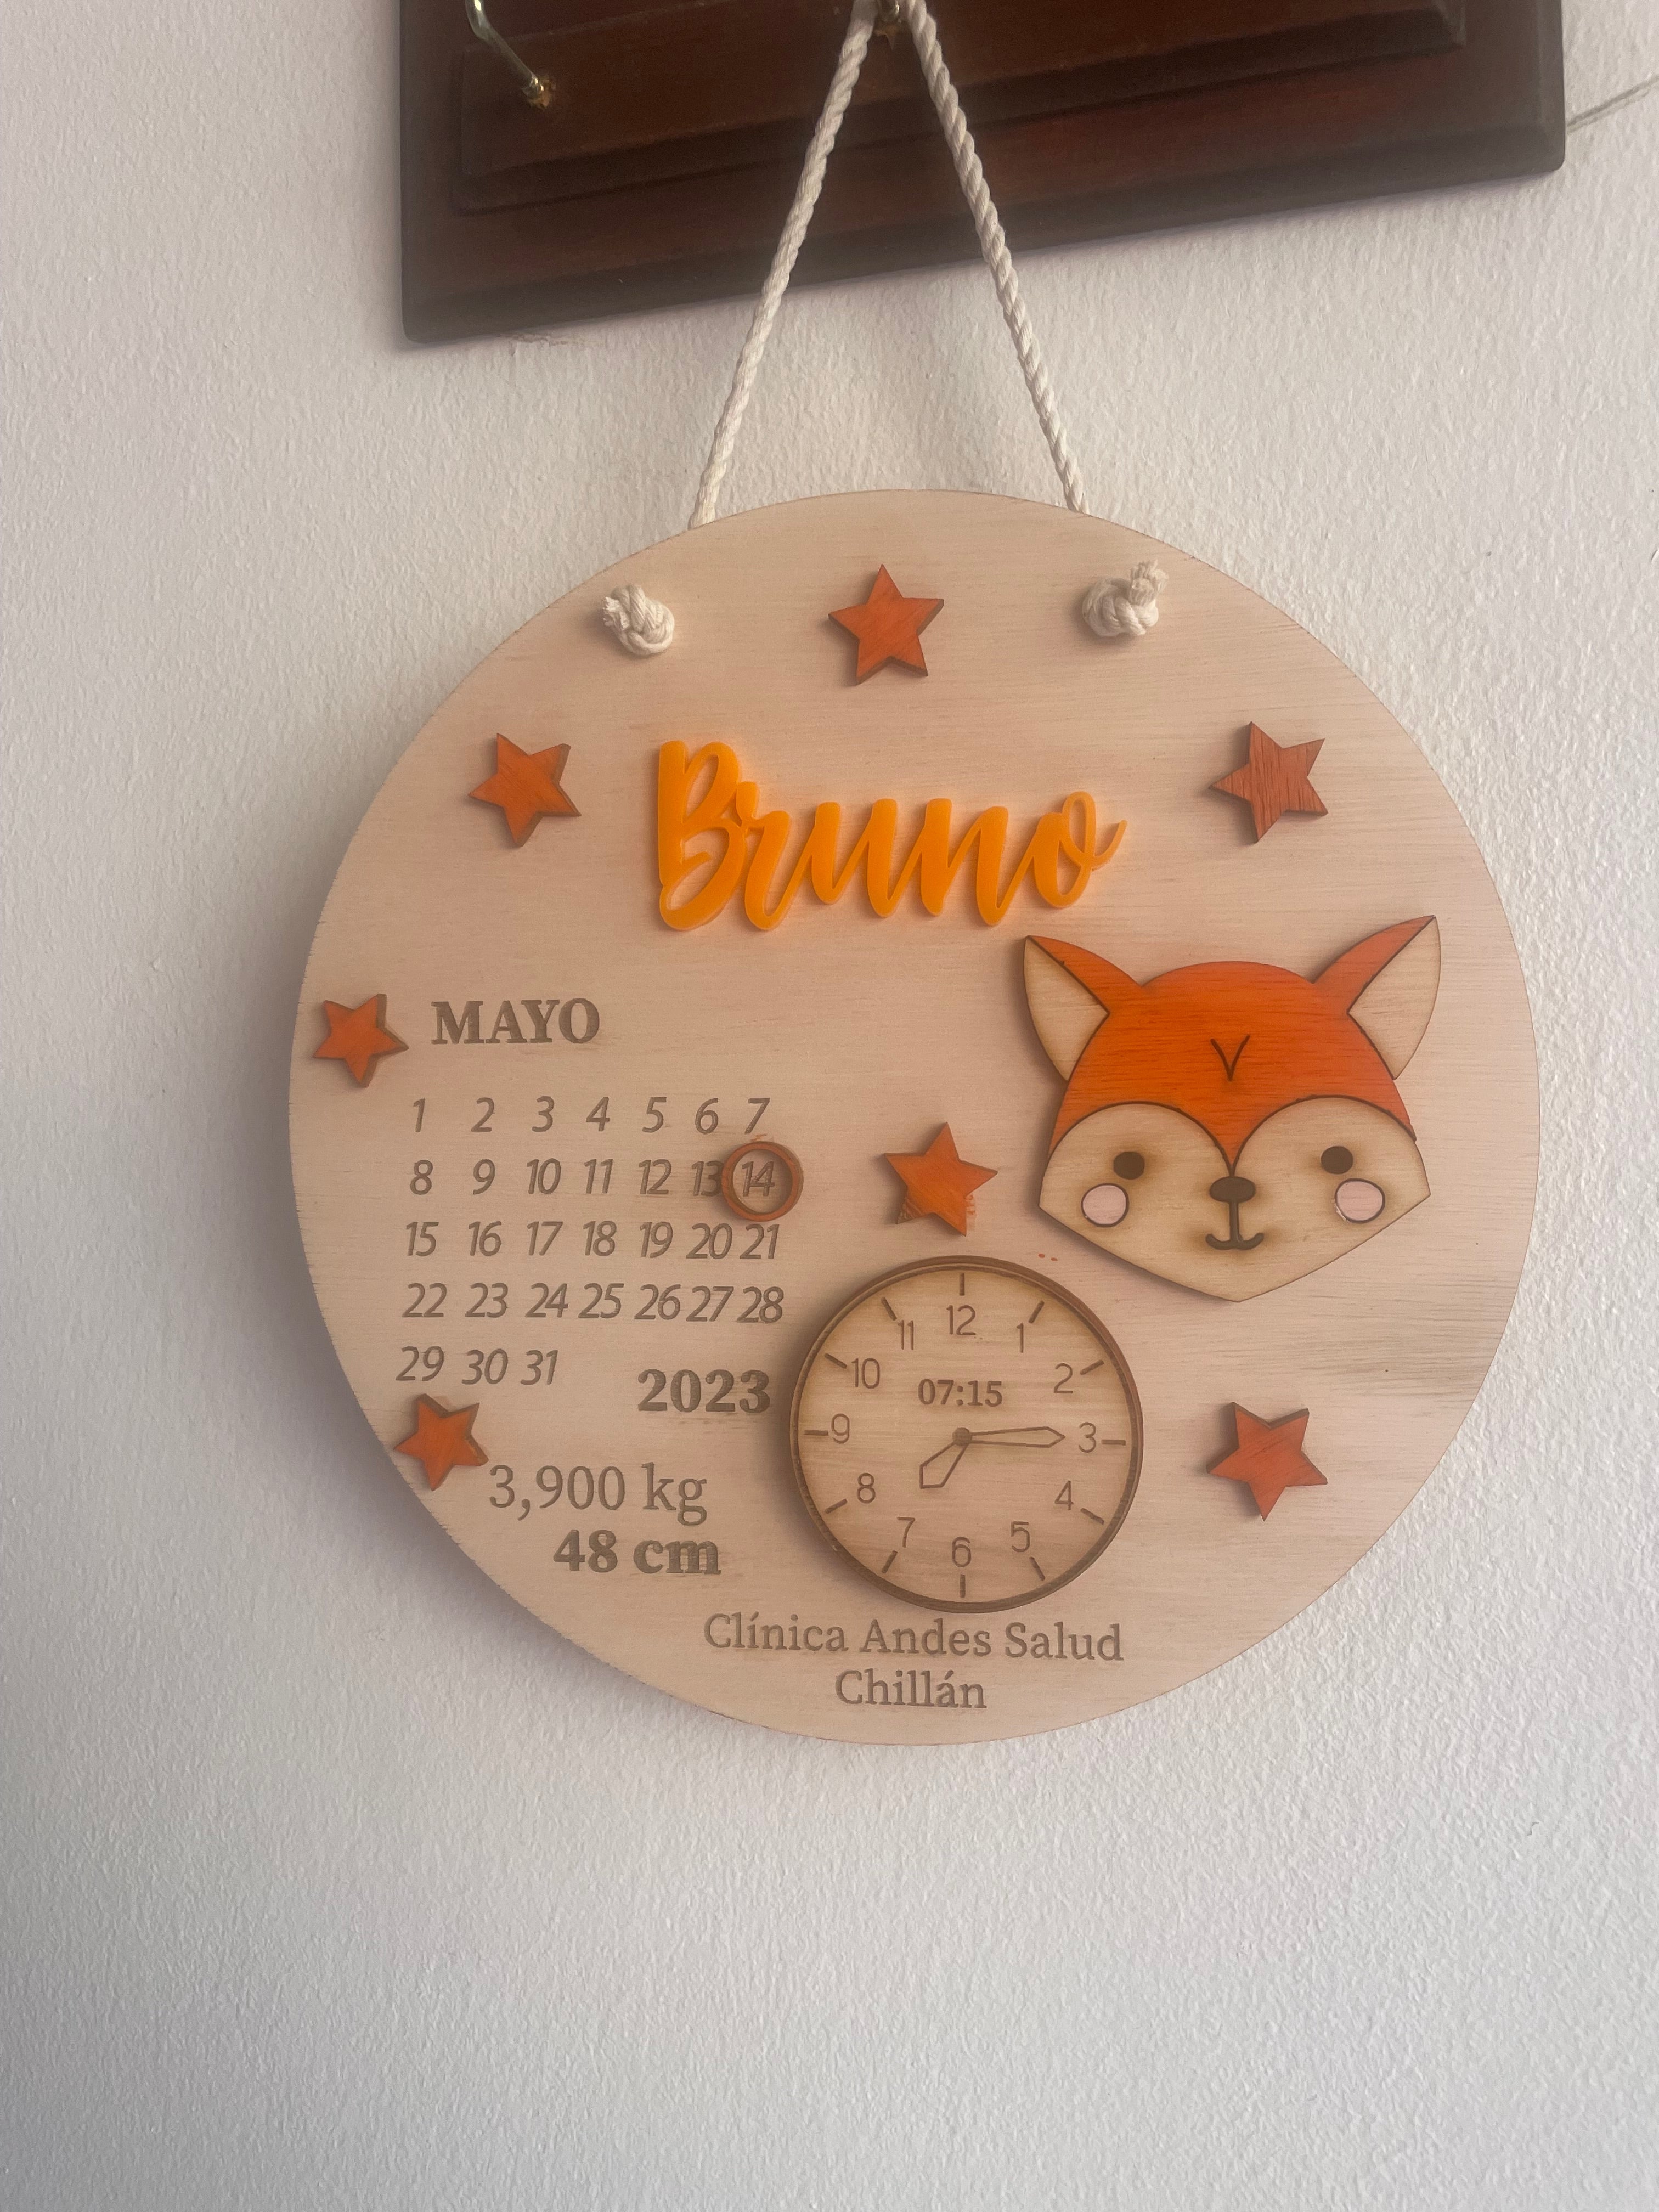 Bruno
MAYO
1 2 3 4 5 6 7
8 9 10 11 12 13 14
15 16 17 18 19 20 21
22 23 24 25 26 27 28
29 30 31
2023
3,900 kg
48 cm
12
11 1
10 2
07:15
9 3
8 4
7 5
6
Clínica Andes Salud
Chillán